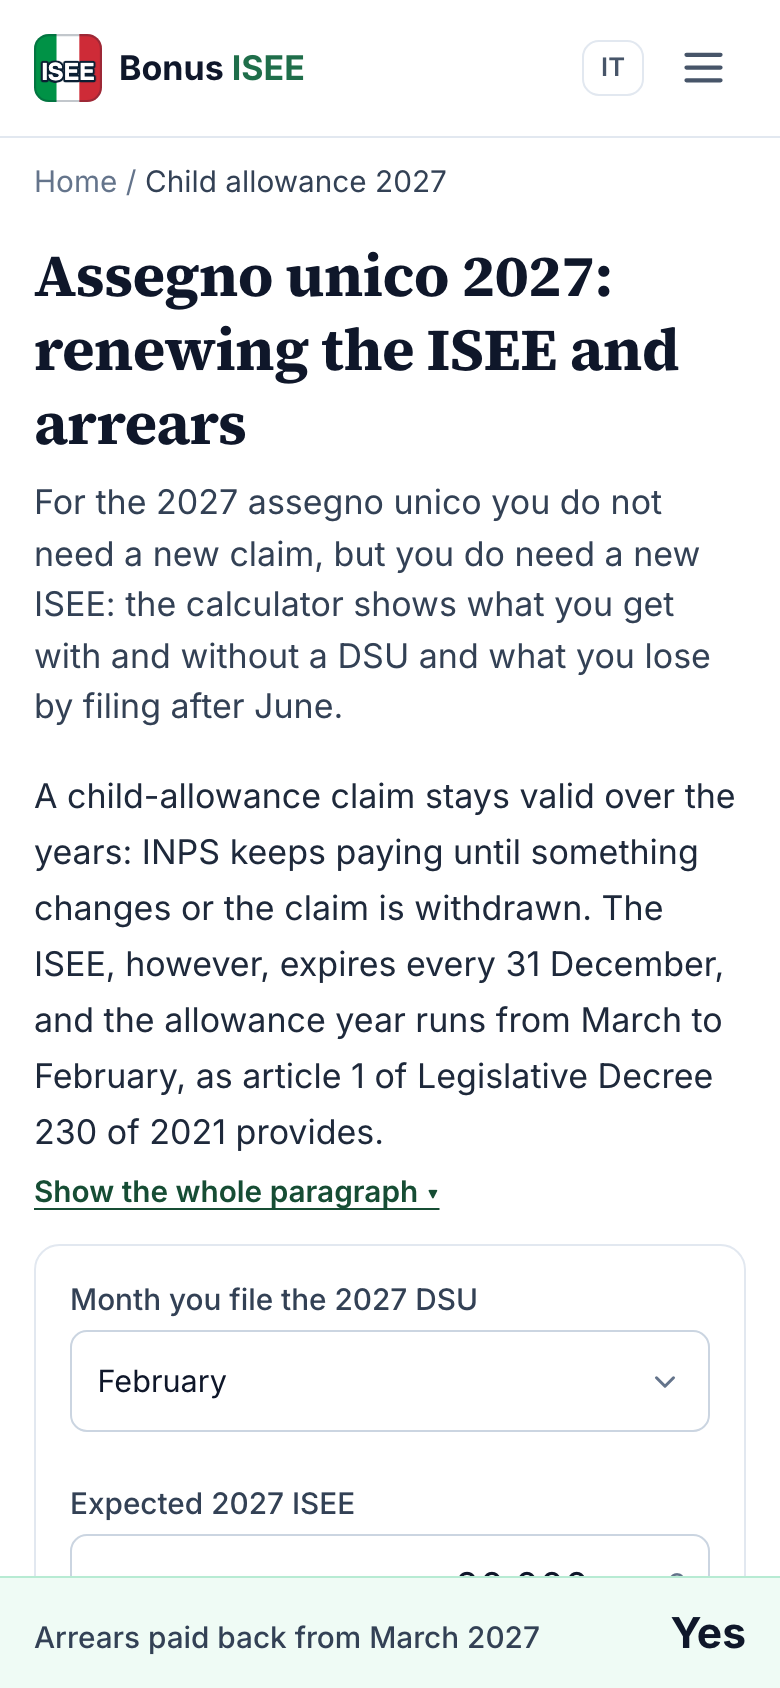 ISEE
Bonus ISEE
IT
Home / Child allowance 2027
Assegno unico 2027:
renewing the ISEE and
arrears
For the 2027 assegno unico you do not
need a new claim, but you do need a new
ISEE: the calculator shows what you get
with and without a DSU and what you lose
by filing after June.
A child-allowance claim stays valid over the
years: INPS keeps paying until something
changes or the claim is withdrawn. The
ISEE, however, expires every 31 December,
and the allowance year runs from March to
February, as article 1 of Legislative Decree
230 of 2021 provides.
Show the whole paragraph ▾
Month you file the 2027 DSU
February
Expected 2027 ISEE
Arrears paid back from March 2027
Yes